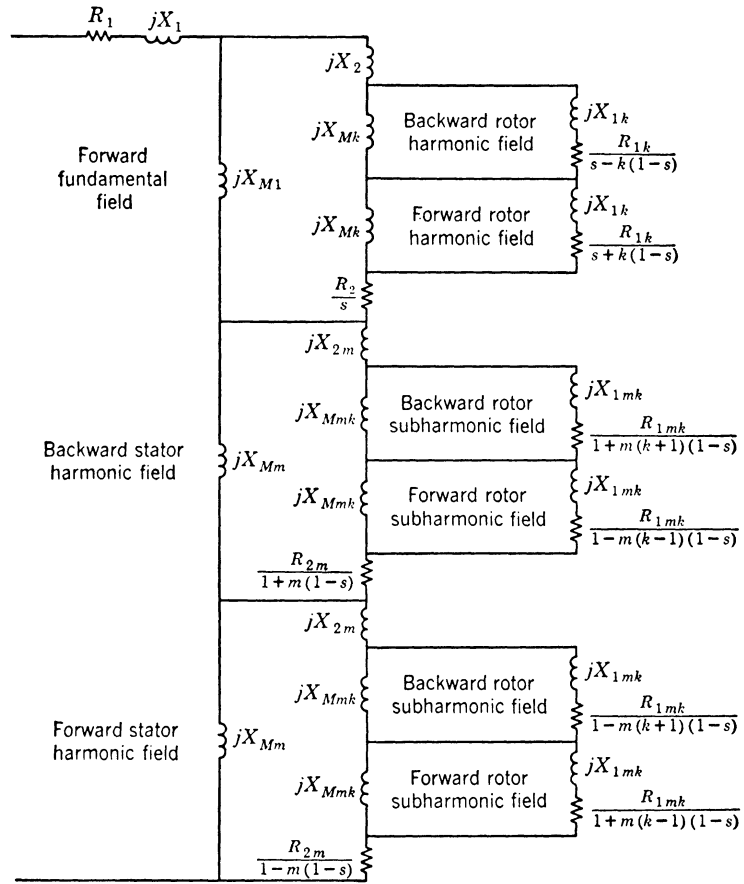 R₁
jX₁
jX₂
Forward
fundamental
field
jX_{M1}
jX_{Mk}
Backward rotor
harmonic field
jX_{1k}
R_{1k}
s-k(1-s)
jX_{Mk}
Forward rotor
harmonic field
jX_{1k}
R_{1k}
s+k(1-s)
R₂
s
jX_{2m}
Backward stator
harmonic field
jX_{Mm}
jX_{Mmk}
Backward rotor
subharmonic field
jX_{1mk}
R_{1mk}
1+m(k+1)(1-s)
jX_{Mmk}
Forward rotor
subharmonic field
jX_{1mk}
R_{1mk}
1-m(k-1)(1-s)
R_{2m}
1+m(1-s)
jX_{2m}
Forward stator
harmonic field
jX_{Mm}
jX_{Mmk}
Backward rotor
subharmonic field
jX_{1mk}
R_{1mk}
1-m(k+1)(1-s)
jX_{Mmk}
Forward rotor
subharmonic field
jX_{1mk}
R_{1mk}
1+m(k-1)(1-s)
R_{2m}
1-m(1-s)